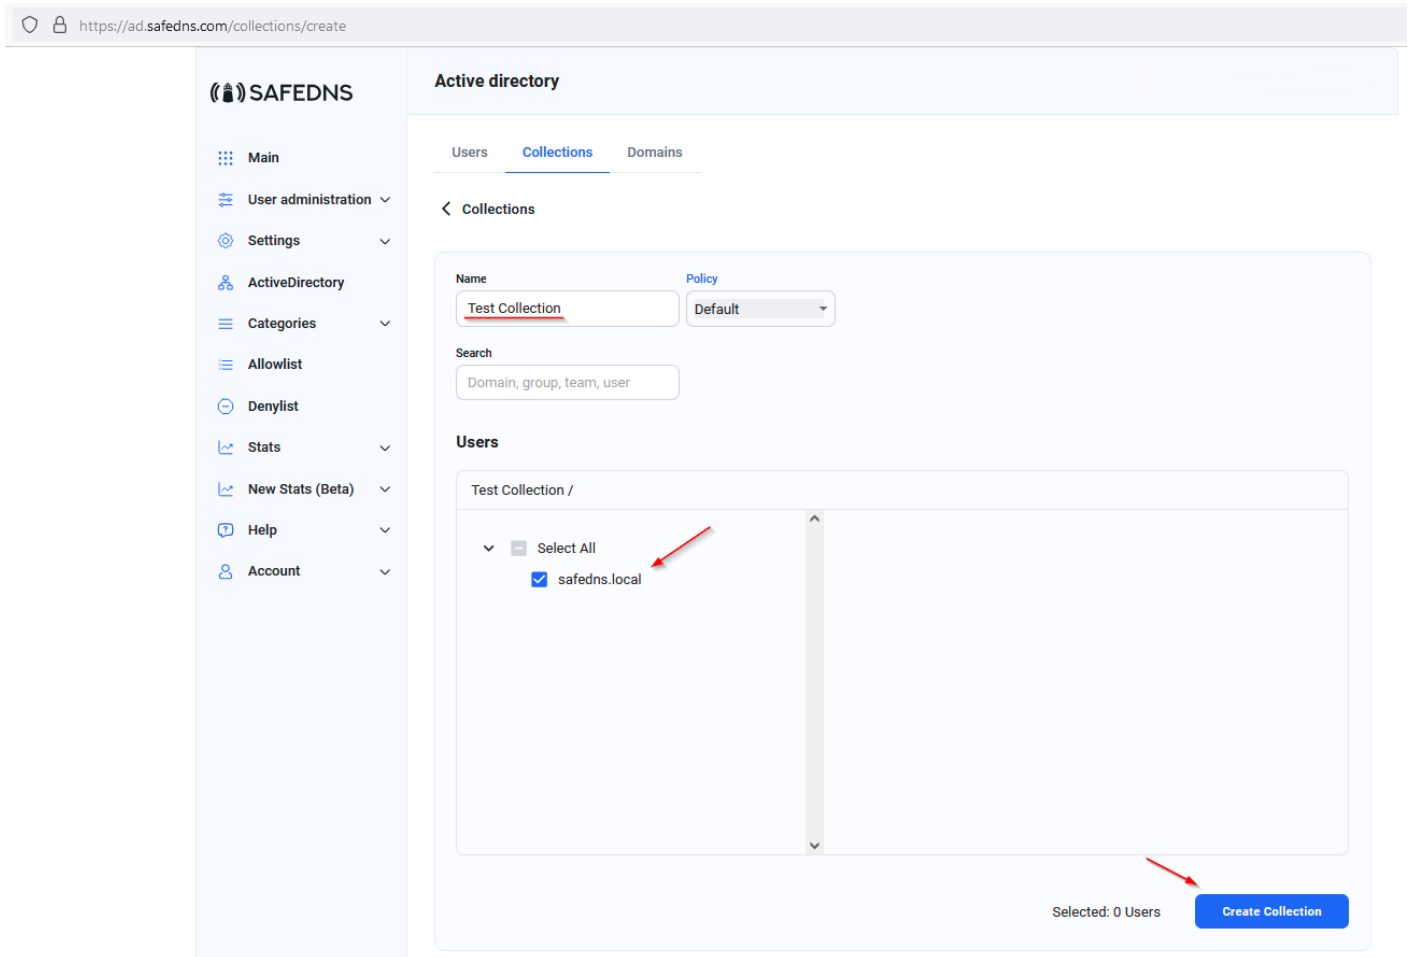 https://ad.safedns.com/collections/create
SAFEDNS
Main
User administration
Settings
ActiveDirectory
Categories
Allowlist
Denylist
Stats
New Stats (Beta)
Help
Account
Active directory
Users Collections Domains
Collections
Name Policy
Test Collection Default
Search
Domain, group, team, user
Users
Test Collection /
Select All
safedns.local
Selected: 0 Users Create Collection